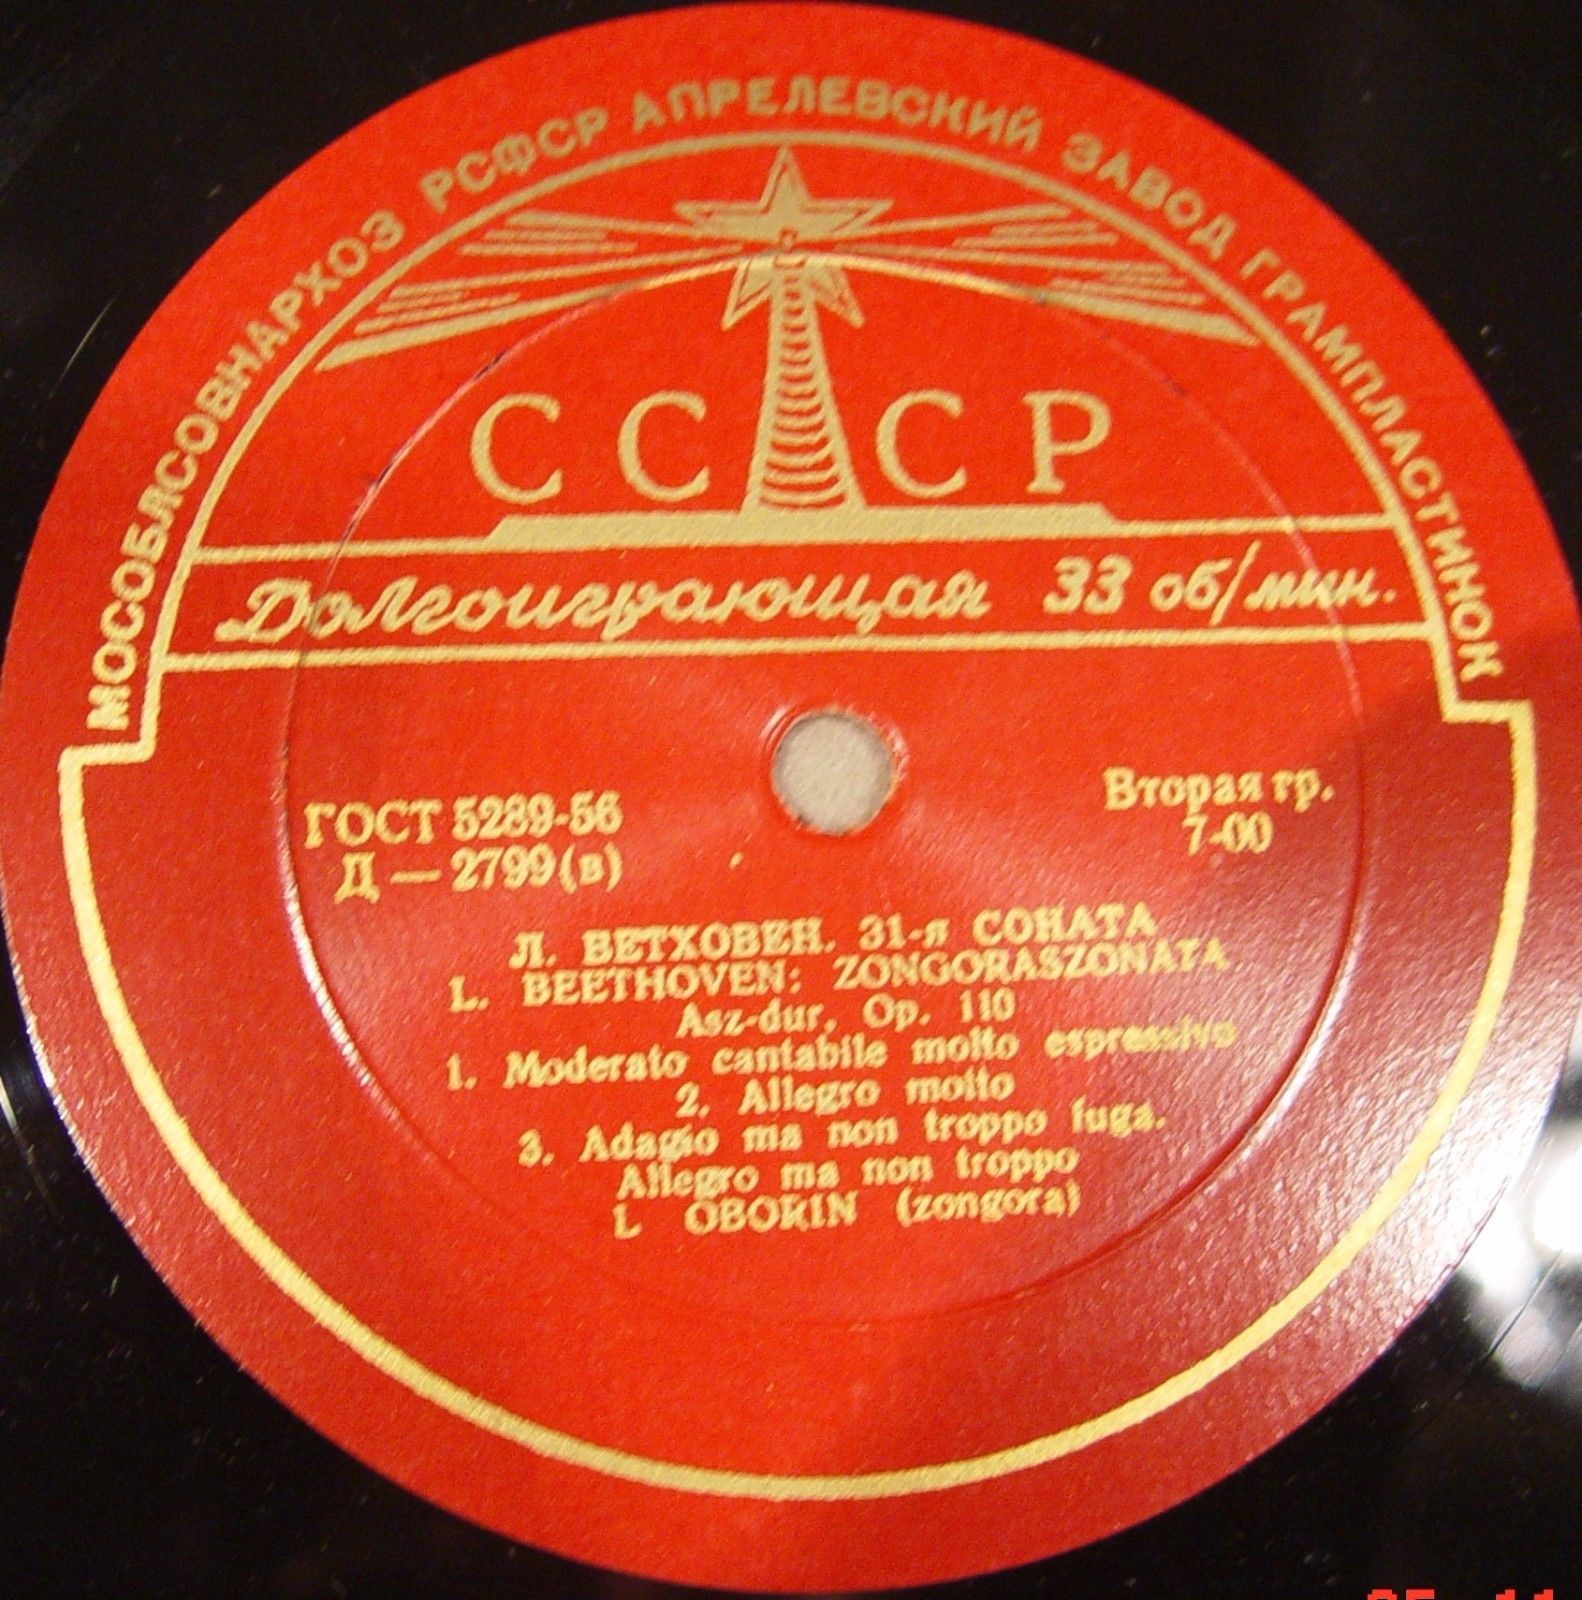 МОСОБЛСОВНАРХОЗ РСФСР АПРЕЛЕВСКИЙ ЗАВОД ГРАМПЛАСТИНОК
СССР
Долгоиграющая 33 об/мин.
ГОСТ 5289-56
Д — 2799(в)
Вторая гр.
7-00
Л. БЕТХОВЕН. 31-я СОНАТА
L. BEETHOVEN: ZONGORASZONATA
Asz-dur, Op. 110
1. Moderato cantabile molto espressivo
2. Allegro molto
3. Adagio ma non troppo fuga.
Allegro ma non troppo
L OBORIN (zongora)